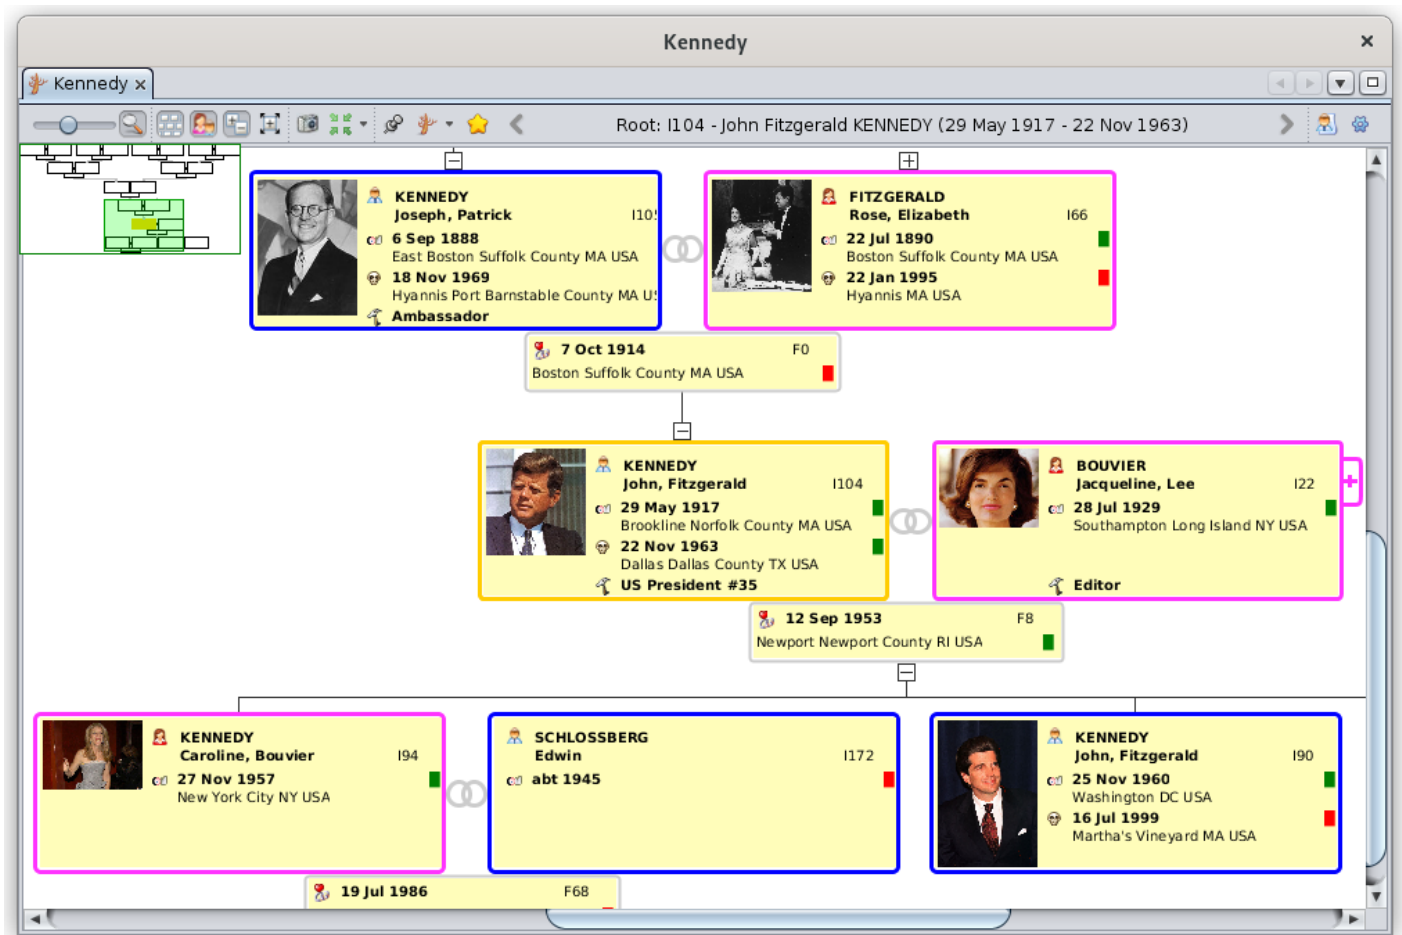 Kennedy
Kennedy
Root: I104 - John Fitzgerald KENNEDY (29 May 1917 - 22 Nov 1963)
KENNEDY
Joseph, Patrick I105
6 Sep 1888
East Boston Suffolk County MA USA
18 Nov 1969
Hyannis Port Barnstable County MA US
Ambassador
FITZGERALD
Rose, Elizabeth I66
22 Jul 1890
Boston Suffolk County MA USA
22 Jan 1995
Hyannis MA USA
7 Oct 1914 F0
Boston Suffolk County MA USA
KENNEDY
John, Fitzgerald I104
29 May 1917
Brookline Norfolk County MA USA
22 Nov 1963
Dallas Dallas County TX USA
US President #35
BOUVIER
Jacqueline, Lee I22
28 Jul 1929
Southampton Long Island NY USA
Editor
12 Sep 1953 F8
Newport Newport County RI USA
KENNEDY
Caroline, Bouvier I94
27 Nov 1957
New York City NY USA
SCHLOSSBERG
Edwin I172
abt 1945
KENNEDY
John, Fitzgerald I90
25 Nov 1960
Washington DC USA
16 Jul 1999
Martha's Vineyard MA USA
19 Jul 1986 F68